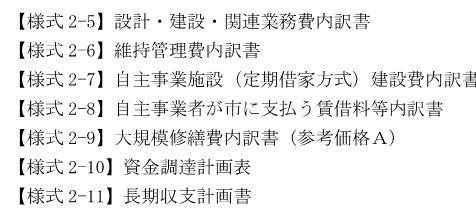 【様式 2-5】設計・建設・関連業務費内訳書
【様式 2-6】維持管理費内訳書
【様式 2-7】自主事業施設（定期借家方式）建設費内訳書
【様式 2-8】自主事業者が市に支払う賃借料等内訳書
【様式 2-9】大規模修繕費内訳書（参考価格Ａ）
【様式 2-10】資金調達計画表
【様式 2-11】長期収支計画書